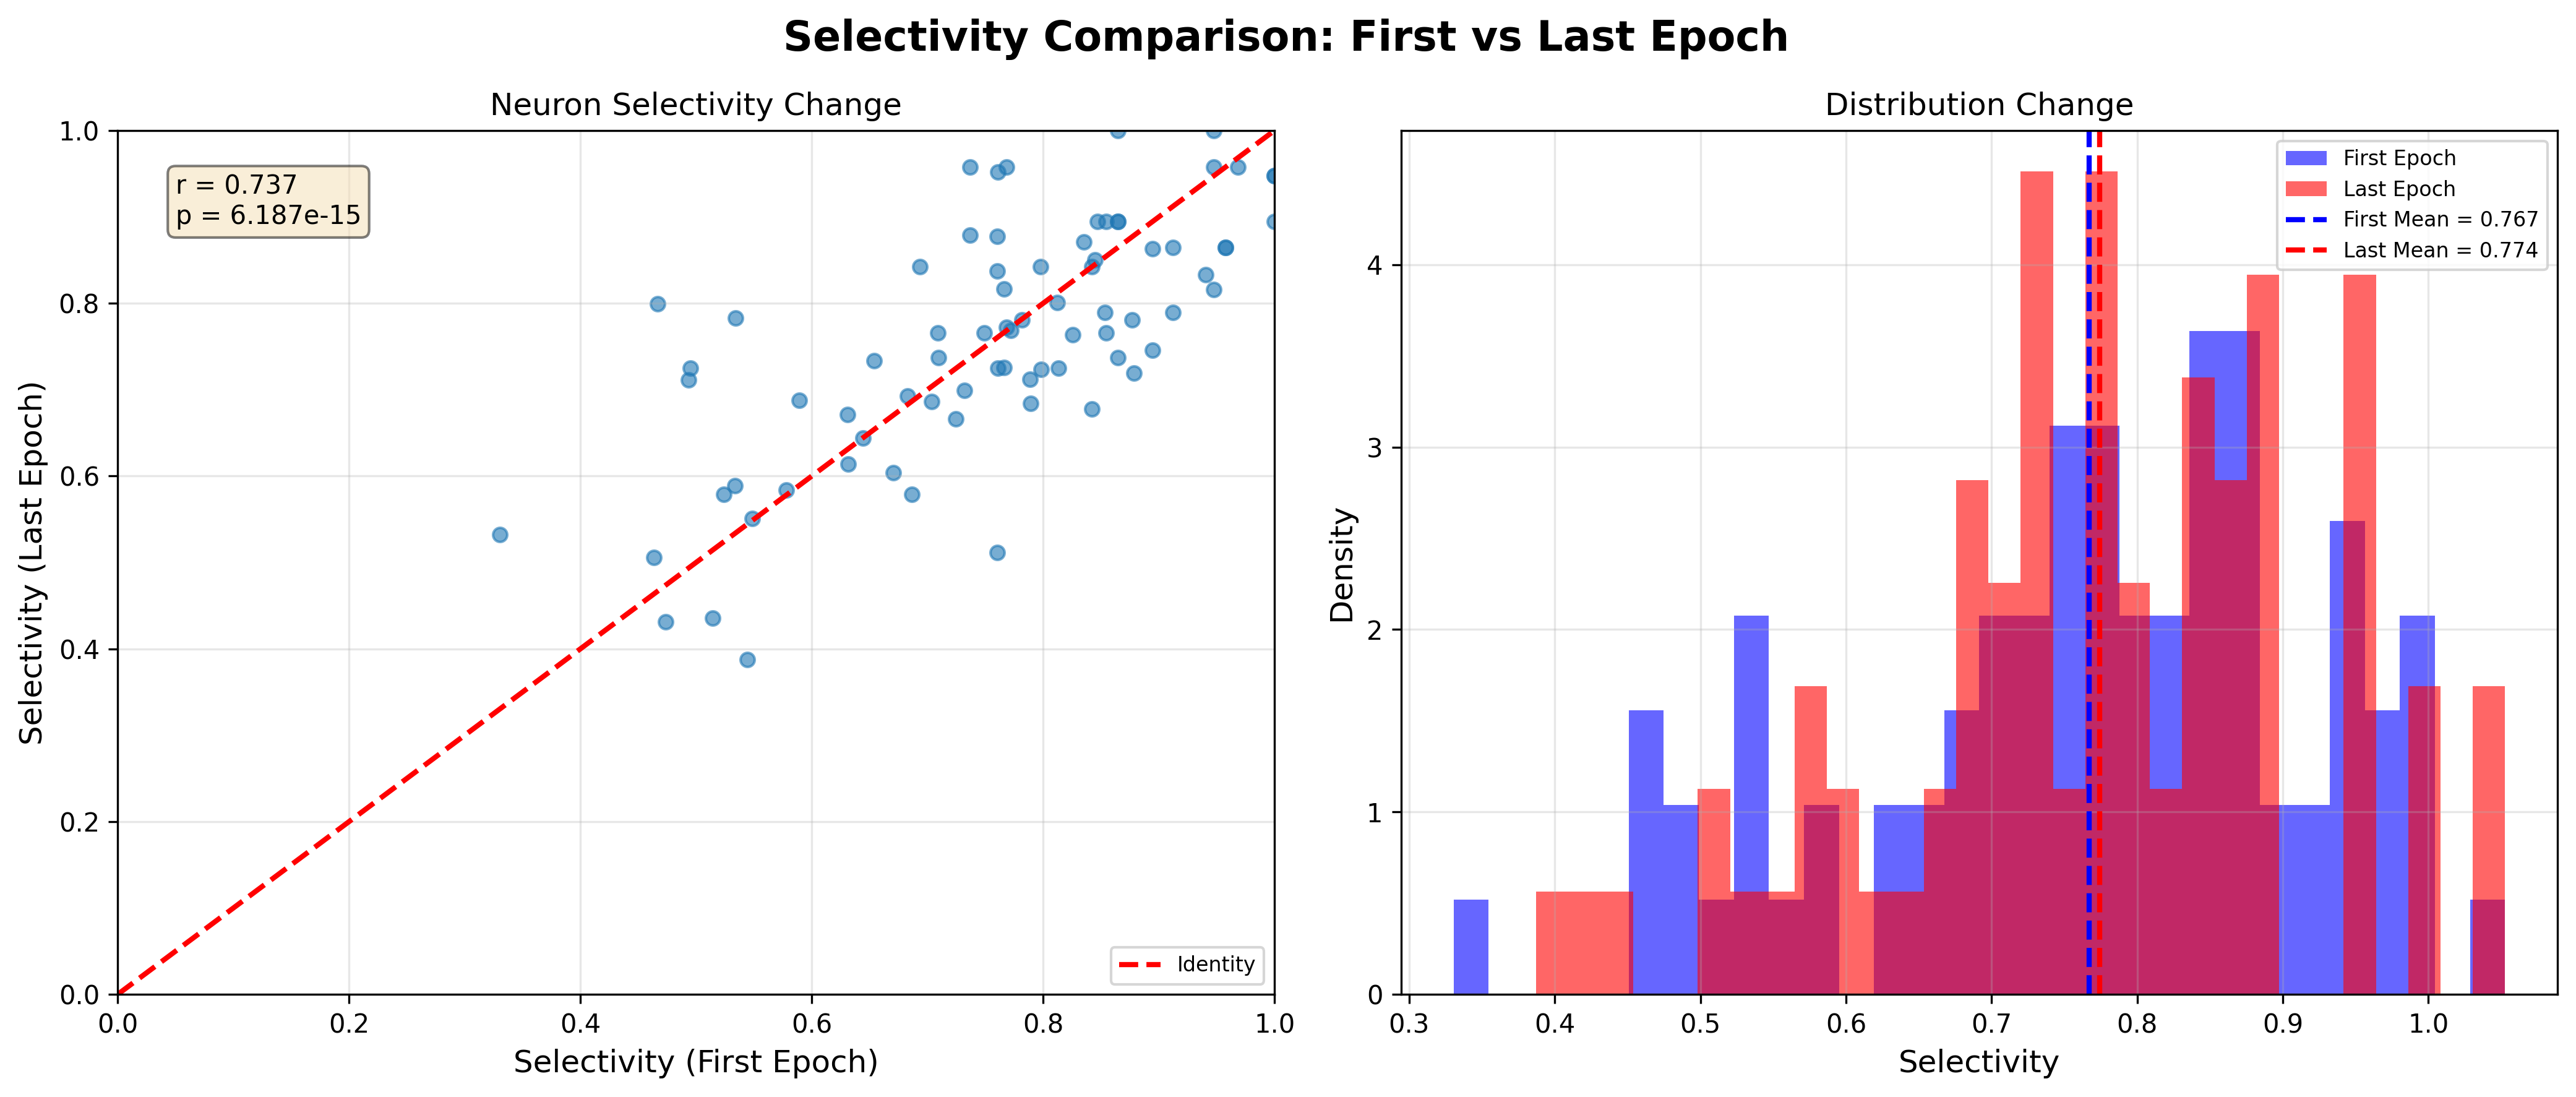 Selectivity Comparison: First vs Last Epoch
Neuron Selectivity Change
r = 0.737
p = 6.187e-15
1.0
0.8
0.6
0.4
0.2
0.0
Selectivity (Last Epoch)
Identity
0.0 0.2 0.4 0.6 0.8 1.0
Selectivity (First Epoch)
Distribution Change
First Epoch
Last Epoch
First Mean = 0.767
Last Mean = 0.774
4
3
2
1
0
Density
0.3 0.4 0.5 0.6 0.7 0.8 0.9 1.0
Selectivity